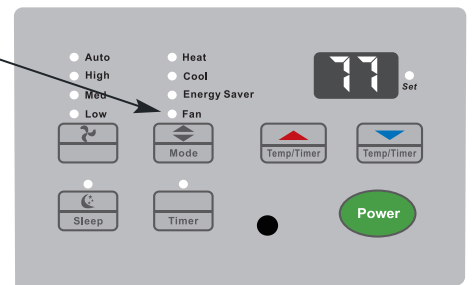 Auto
High
Med
Low
Heat
Cool
Energy Saver
Fan
77
Set
Mode
Temp/Timer
Temp/Timer
Sleep
Timer
Power